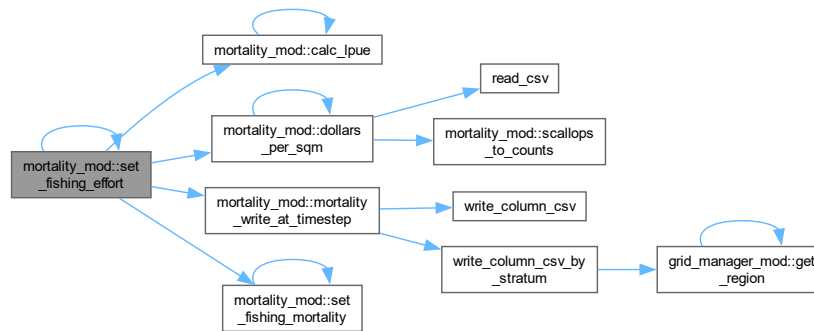 mortality_mod::set
_fishing_effort
mortality_mod::calc_lpue
mortality_mod::dollars
_per_sqm
read_csv
mortality_mod::scallops
_to_counts
mortality_mod::mortality
_write_at_timestep
write_column_csv
write_column_csv_by
_stratum
grid_manager_mod::get
_region
mortality_mod::set
_fishing_mortality